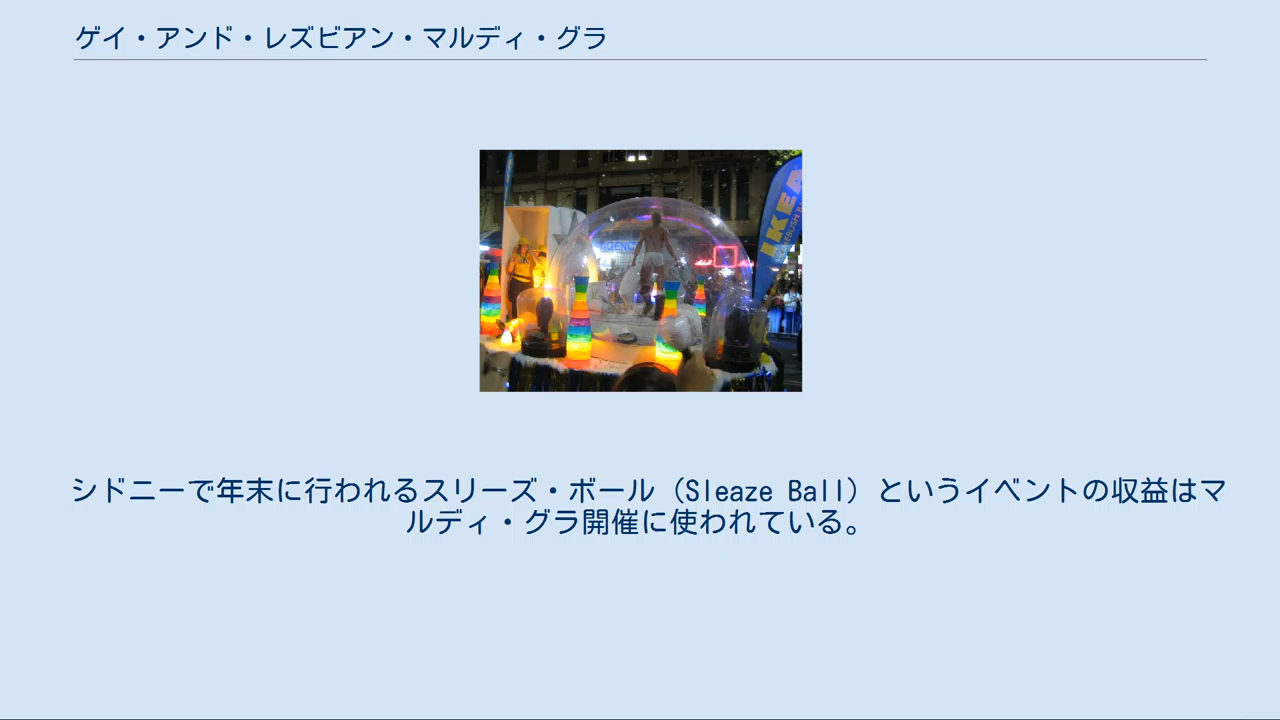 ゲイ・アンド・レズビアン・マルディ・グラ
IKEA
シドニーで年末に行われるスリーズ・ボール（Sleaze Ball）というイベントの収益はマ
ルディ・グラ開催に使われている。